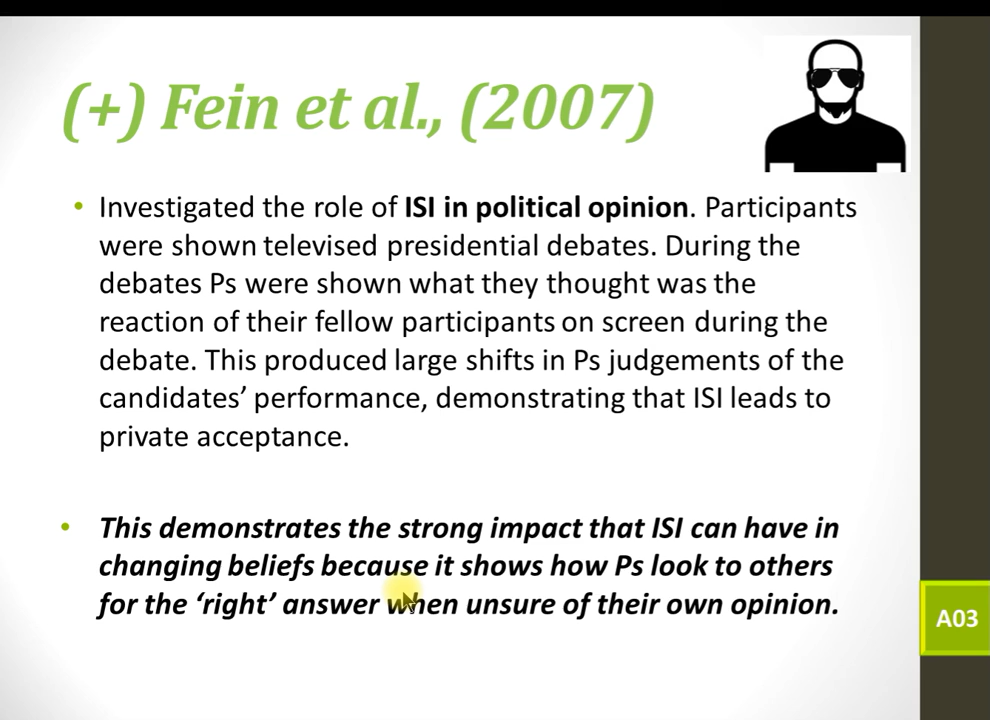 (+) Fein et al., (2007)
• Investigated the role of ISI in political opinion. Participants
were shown televised presidential debates. During the
debates Ps were shown what they thought was the
reaction of their fellow participants on screen during the
debate. This produced large shifts in Ps judgements of the
candidates’ performance, demonstrating that ISI leads to
private acceptance.
• This demonstrates the strong impact that ISI can have in
changing beliefs because it shows how Ps look to others
for the ‘right’ answer when unsure of their own opinion.
A03